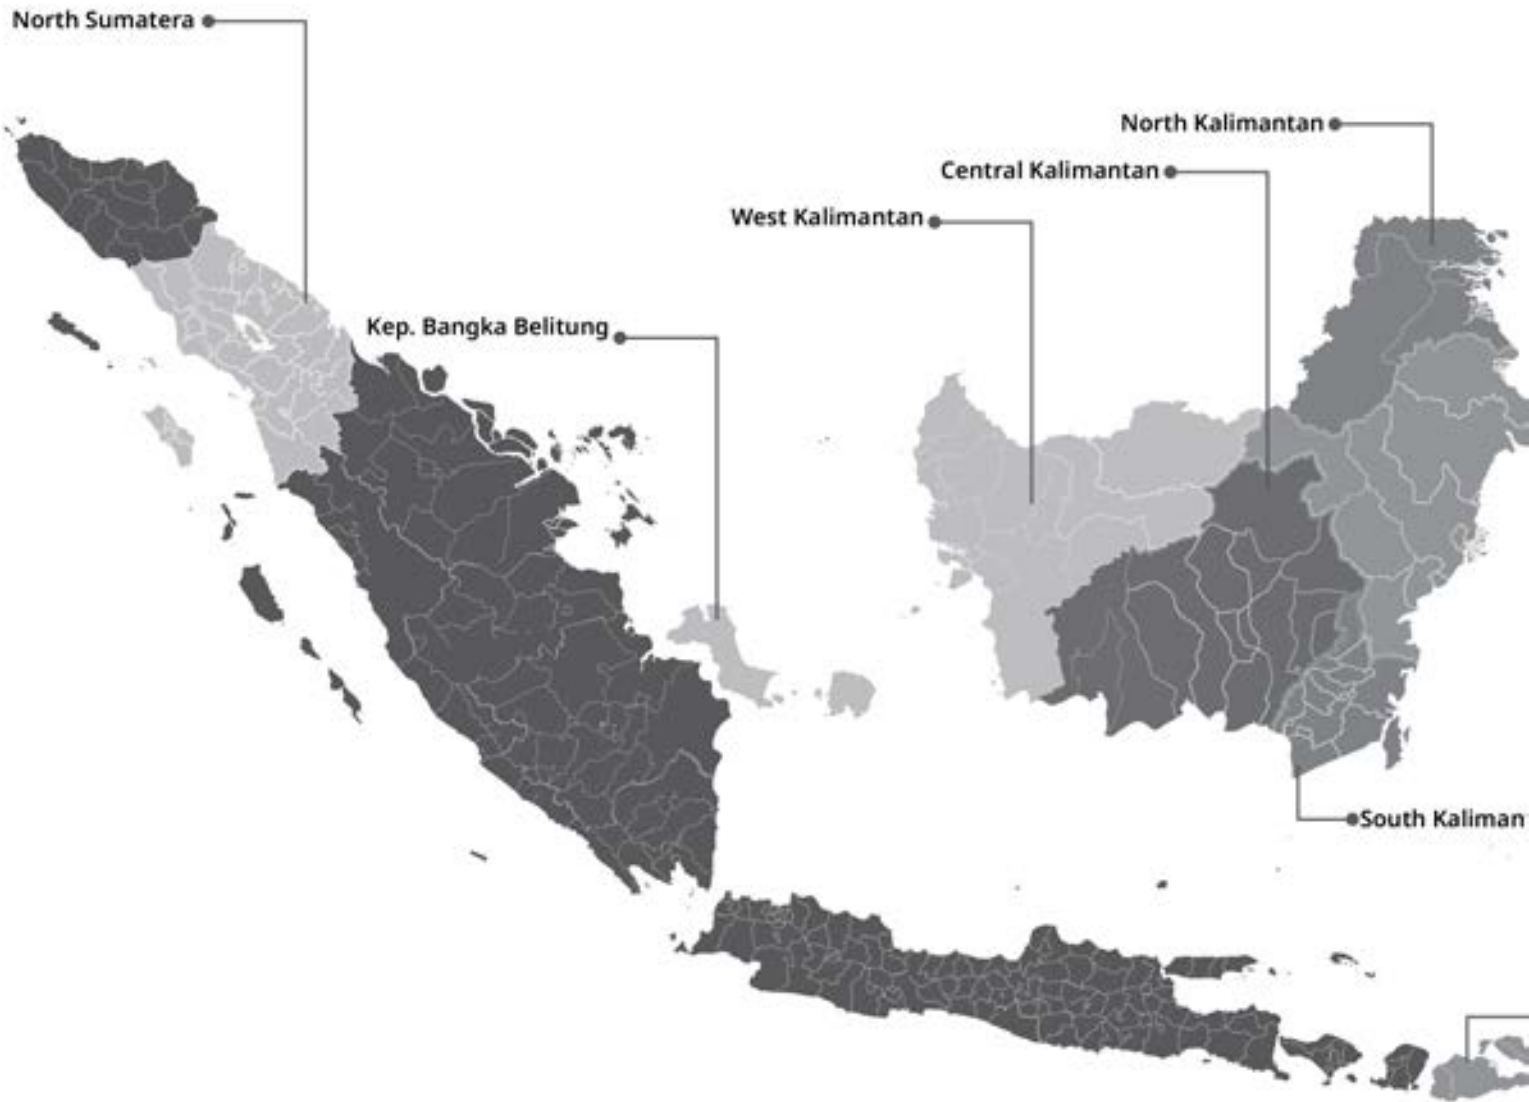 North Sumatera
North Kalimantan
Central Kalimantan
West Kalimantan
Kep. Bangka Belitung
South Kaliman